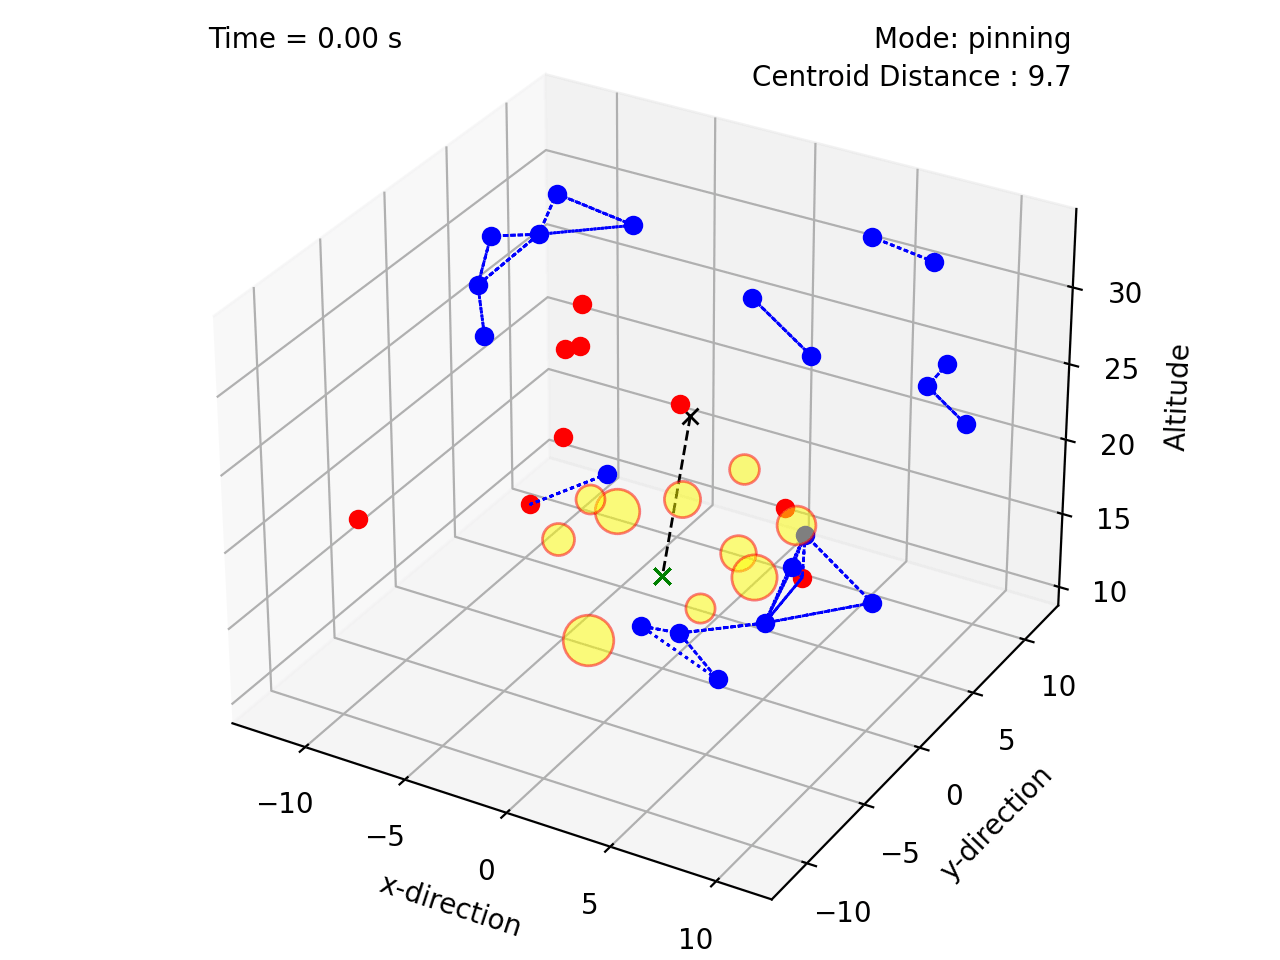 Time = 0.00 s
Mode: pinning
Centroid Distance : 9.7
30
25
20
15
10
Altitude
10
5
0
−5
−10
y-direction
−10
−5
0
5
10
x-direction